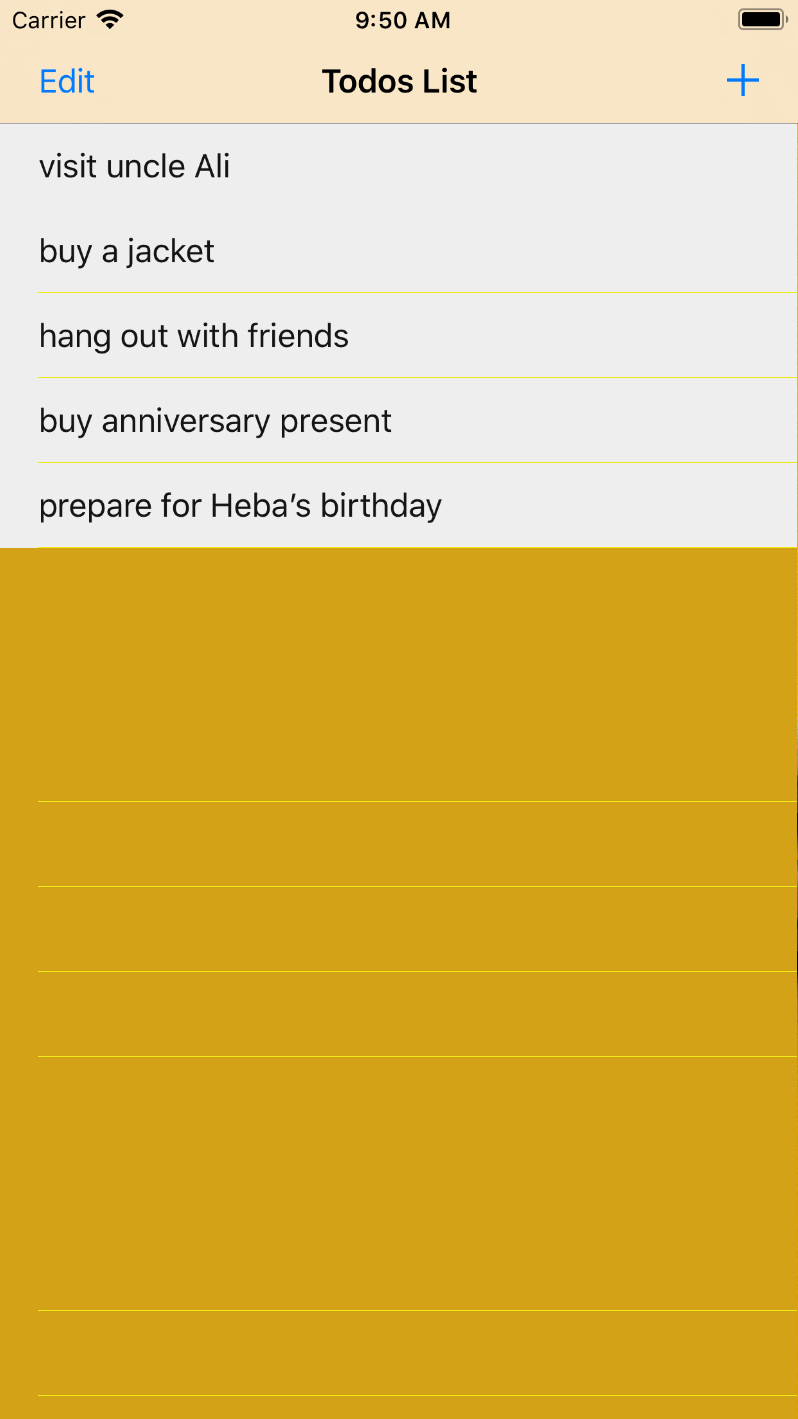 Carrier 9:50 AM
Edit Todos List +
visit uncle Ali
buy a jacket
hang out with friends
buy anniversary present
prepare for Heba’s birthday